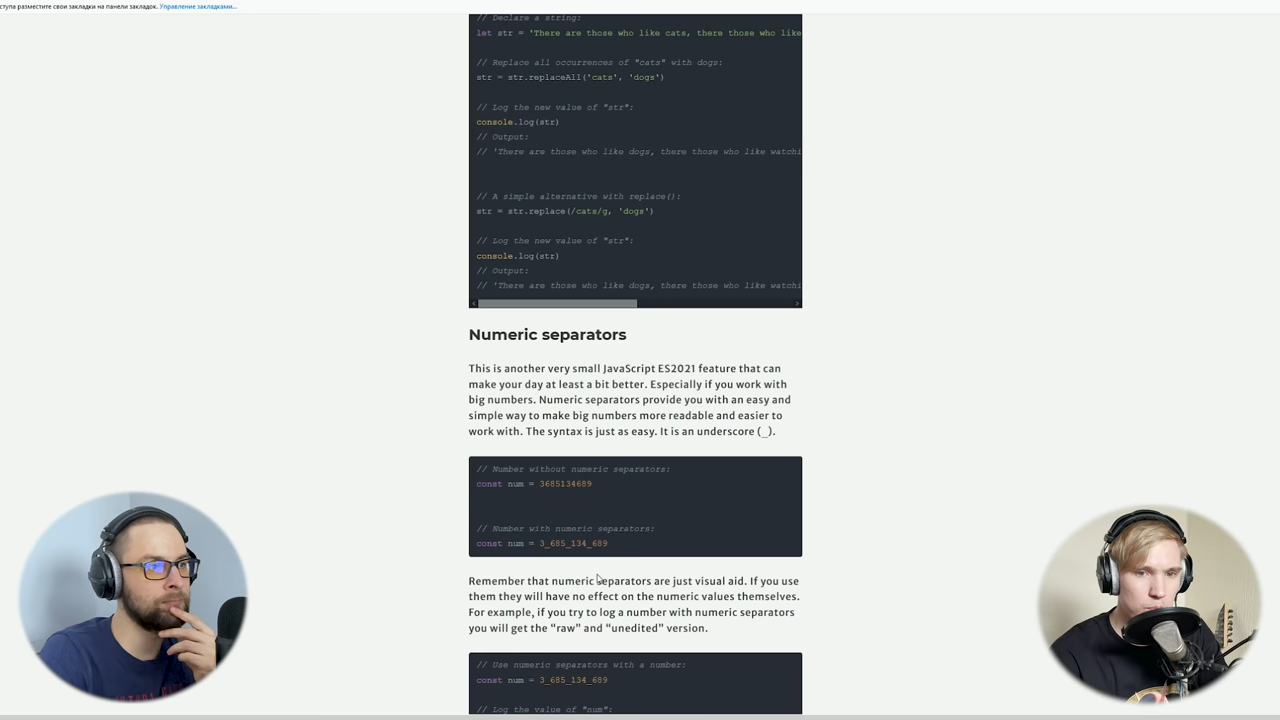 ступа разместите свои закладки на панели закладок. Управление закладками...
// Declare a string:
let str = 'There are those who like cats, there those who like
// Replace all occurrences of "cats" with dogs:
str = str.replaceAll('cats', 'dogs')
// Log the new value of "str":
console.log(str)
// Output:
// 'There are those who like dogs, there those who like watchi
// A simple alternative with replace():
str = str.replace(/cats/g, 'dogs')
// Log the new value of "str":
console.log(str)
// Output:
// 'There are those who like dogs, there those who like watchi
Numeric separators
This is another very small JavaScript ES2021 feature that can
make your day at least a bit better. Especially if you work with
big numbers. Numeric separators provide you with an easy and
simple way to make big numbers more readable and easier to
work with. The syntax is just as easy. It is an underscore (_).
// Number without numeric separators:
const num = 3685134689
// Number with numeric separators:
const num = 3_685_134_689
Remember that numeric separators are just visual aid. If you use
them they will have no effect on the numeric values themselves.
For example, if you try to log a number with numeric separators
you will get the “raw” and “unedited” version.
// Use numeric separators with a number:
const num = 3_685_134_689
// Log the value of "num":